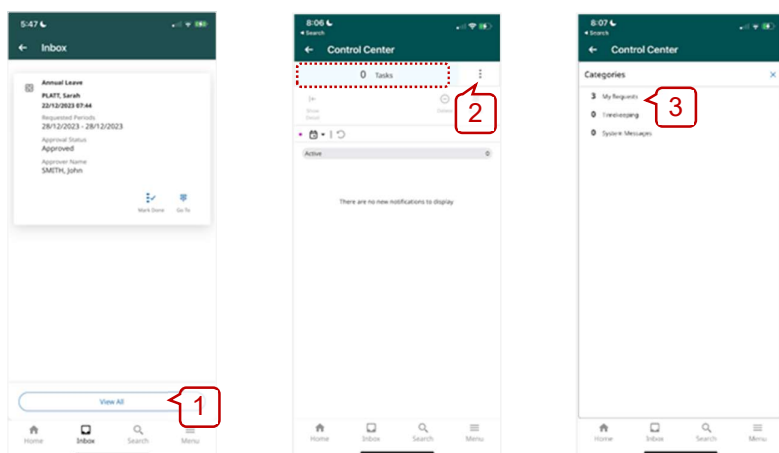 5:47
Inbox
Annual Leave
PLATT, Sarah
22/12/2023 07:44
Requested Periods
28/12/2023 - 28/12/2023
Approval Status
Approved
Approver Name
SMITH, John
Mark Done
Go To
View All
1
Home
Inbox
Search
Menu
8:06
Search
Control Center
0 Tasks
2
Show
Detail
Active
0
There are no new notifications to display
Home
Inbox
Search
Menu
8:07
Search
Control Center
Categories
3 My Requests
3
0 Timekeeping
0 System Messages
Home
Inbox
Search
Menu